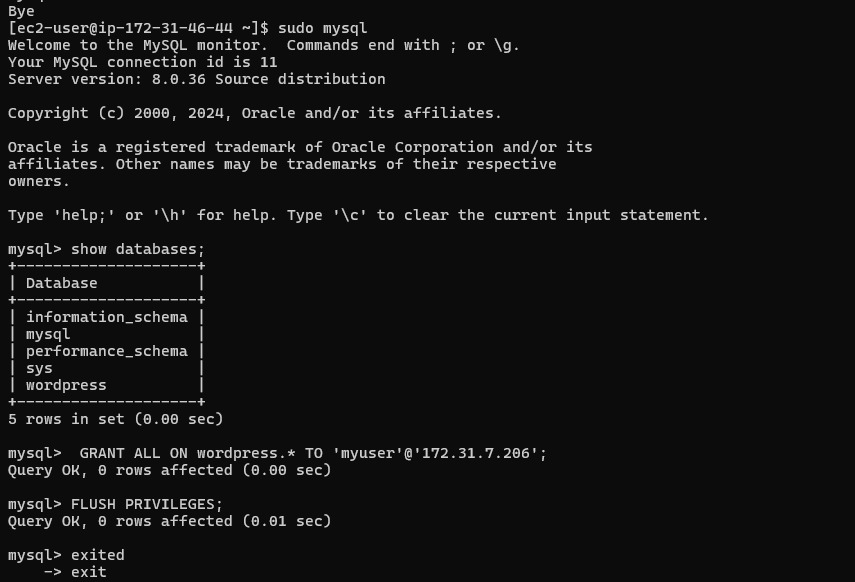 Bye
[ec2-user@ip-172-31-46-44 ~]$ sudo mysql
Welcome to the MySQL monitor.  Commands end with ; or \g.
Your MySQL connection id is 11
Server version: 8.0.36 Source distribution
Copyright (c) 2000, 2024, Oracle and/or its affiliates.
Oracle is a registered trademark of Oracle Corporation and/or its
affiliates. Other names may be trademarks of their respective
owners.
Type 'help;' or '\h' for help. Type '\c' to clear the current input statement.
mysql> show databases;
+--------------------+
| Database           |
+--------------------+
| information_schema |
| mysql              |
| performance_schema |
| sys                |
| wordpress          |
+--------------------+
5 rows in set (0.00 sec)
mysql>  GRANT ALL ON wordpress.* TO 'myuser'@'172.31.7.206';
Query OK, 0 rows affected (0.00 sec)
mysql> FLUSH PRIVILEGES;
Query OK, 0 rows affected (0.01 sec)
mysql> exited
    -> exit